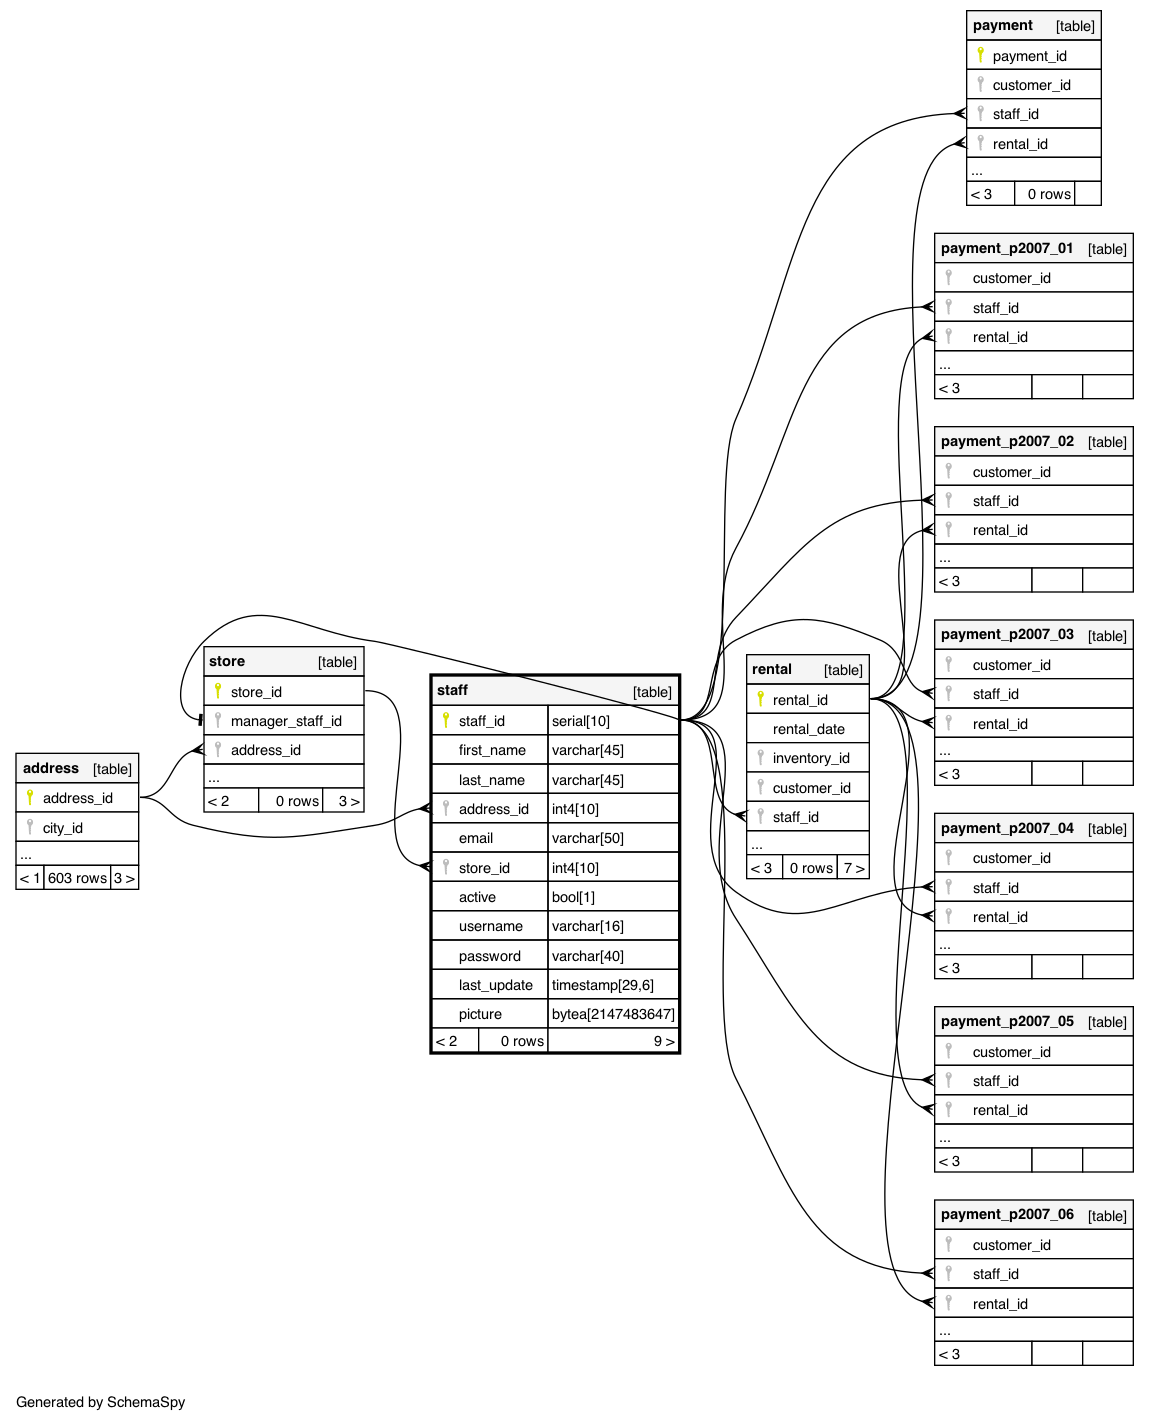 payment [table]
payment_id
customer_id
staff_id
rental_id
...
< 3 0 rows
payment_p2007_01 [table]
customer_id
staff_id
rental_id
...
< 3
payment_p2007_02 [table]
customer_id
staff_id
rental_id
...
< 3
payment_p2007_03 [table]
customer_id
staff_id
rental_id
...
< 3
store [table]
store_id
manager_staff_id
address_id
...
< 2 0 rows 3 >
staff [table]
staff_id serial[10]
first_name varchar[45]
last_name varchar[45]
address_id int4[10]
email varchar[50]
store_id int4[10]
active bool[1]
username varchar[16]
password varchar[40]
last_update timestamp[29,6]
picture bytea[2147483647]
< 2 0 rows 9 >
rental [table]
rental_id
rental_date
inventory_id
customer_id
staff_id
...
< 3 0 rows 7 >
address [table]
address_id
city_id
...
< 1 603 rows 3 >
payment_p2007_04 [table]
customer_id
staff_id
rental_id
...
< 3
payment_p2007_05 [table]
customer_id
staff_id
rental_id
...
< 3
payment_p2007_06 [table]
customer_id
staff_id
rental_id
...
< 3
Generated by SchemaSpy